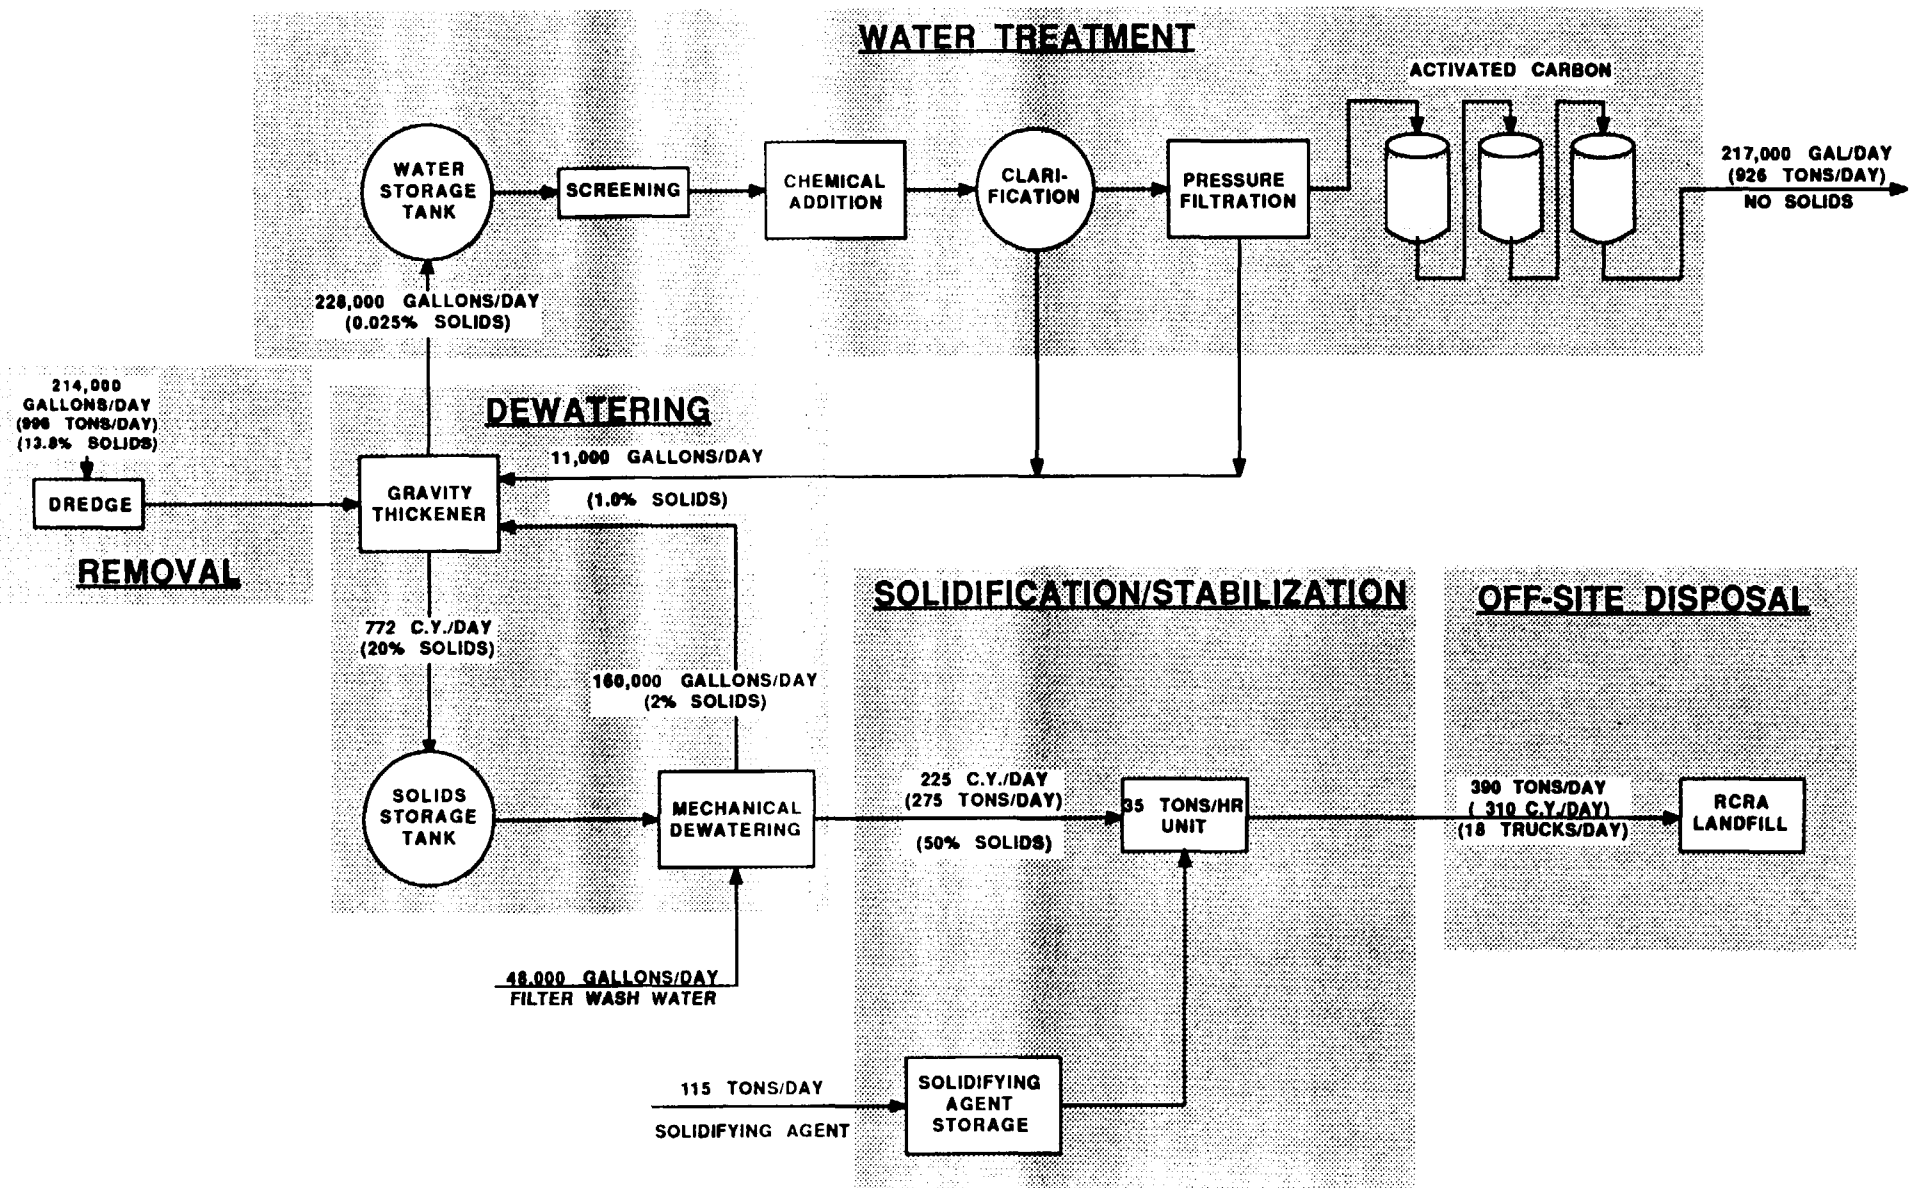 WATER TREATMENT
ACTIVATED CARBON
WATER
STORAGE
TANK
SCREENING
CHEMICAL
ADDITION
CLARI-
FICATION
PRESSURE
FILTRATION
217,000 GAL/DAY
(926 TONS/DAY)
NO SOLIDS
228,000 GALLONS/DAY
(0.025% SOLIDS)
214,000
GALLONS/DAY
(996 TONS/DAY)
(13.8% SOLIDS)
DREDGE
REMOVAL
DEWATERING
11,000 GALLONS/DAY
(1.0% SOLIDS)
GRAVITY
THICKENER
772 C.Y./DAY
(20% SOLIDS)
160,000 GALLONS/DAY
(2% SOLIDS)
SOLIDS
STORAGE
TANK
MECHANICAL
DEWATERING
48,000 GALLONS/DAY
FILTER WASH WATER
SOLIDIFICATION/STABILIZATION
225 C.Y./DAY
(275 TONS/DAY)
(50% SOLIDS)
35 TONS/HR
UNIT
115 TONS/DAY
SOLIDIFYING AGENT
SOLIDIFYING
AGENT
STORAGE
OFF-SITE DISPOSAL
390 TONS/DAY
( 310 C.Y./DAY)
(18 TRUCKS/DAY)
RCRA
LANDFILL